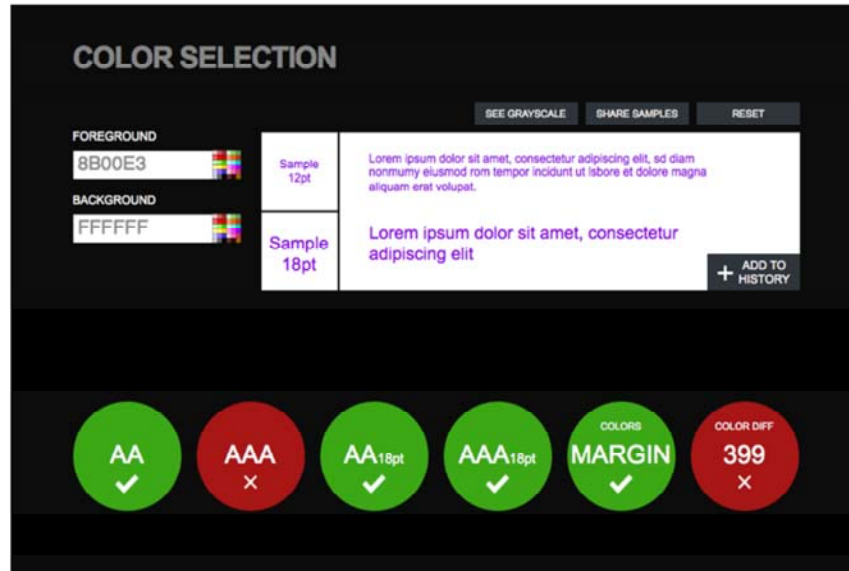 COLOR SELECTION
SEE GRAYSCALE
SHARE SAMPLES
RESET
FOREGROUND
8B00E3
BACKGROUND
FFFFFF
Sample
12pt
Lorem ipsum dolor sit amet, consectetur adipiscing elit, sd diam
nonmumy eiusmod rom tempor incidunt ut lsbore et dolore magna
aliquam erat volupat.
Sample
18pt
Lorem ipsum dolor sit amet, consectetur
adipiscing elit
+ ADD TO
HISTORY
AA
AAA
AA18pt
AAA18pt
COLORS
MARGIN
COLOR DIFF
399